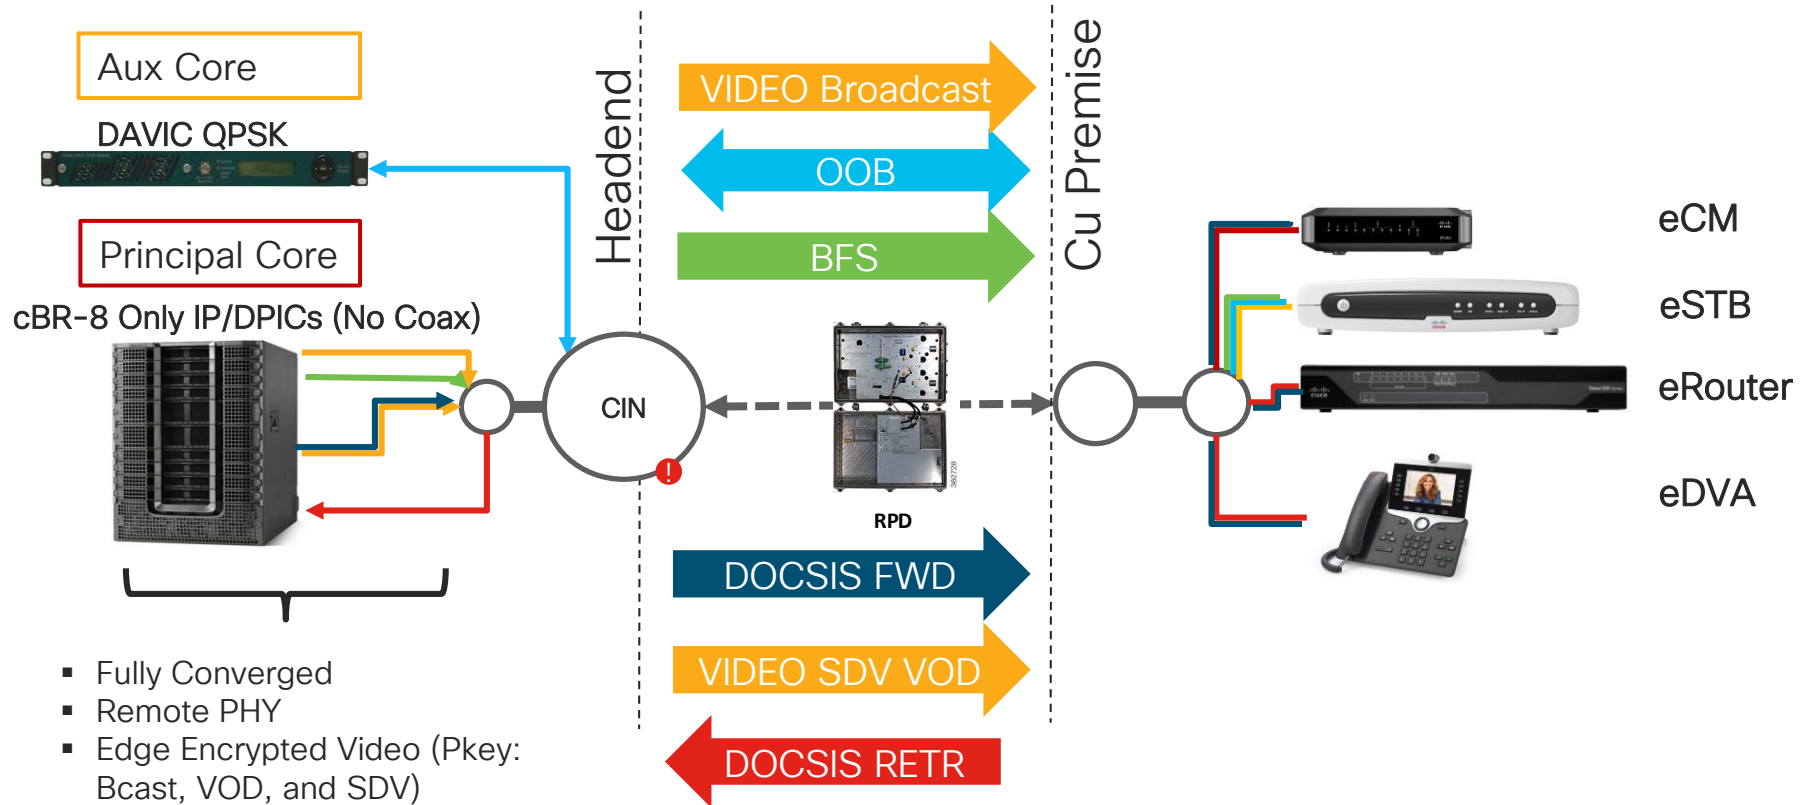 Aux Core
DAVIC QPSK
Principal Core
cBR-8 Only IP/DPICs (No Coax)
▪ Fully Converged
▪ Remote PHY
▪ Edge Encrypted Video (Pkey:
Bcast, VOD, and SDV)
Headend
CIN
!
VIDEO Broadcast
OOB
BFS
382728
RPD
DOCSIS FWD
VIDEO SDV VOD
DOCSIS RETR
Cu Premise
eCM
eSTB
eRouter
eDVA
CISCO